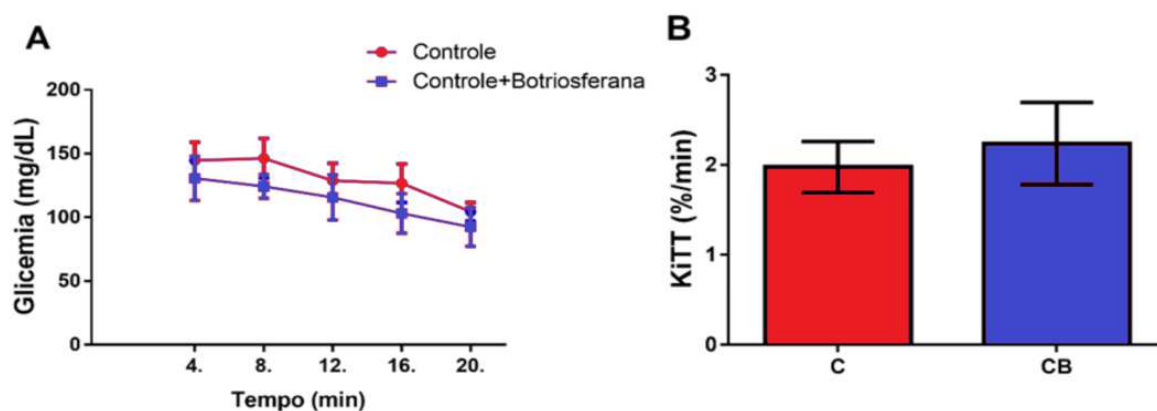 A
Controle
Controle+Botriosferana
Glicemia (mg/dL)
200
150
100
50
0
4. 8. 12. 16. 20.
Tempo (min)
B
KiTT (%/min)
3
2
1
0
C CB